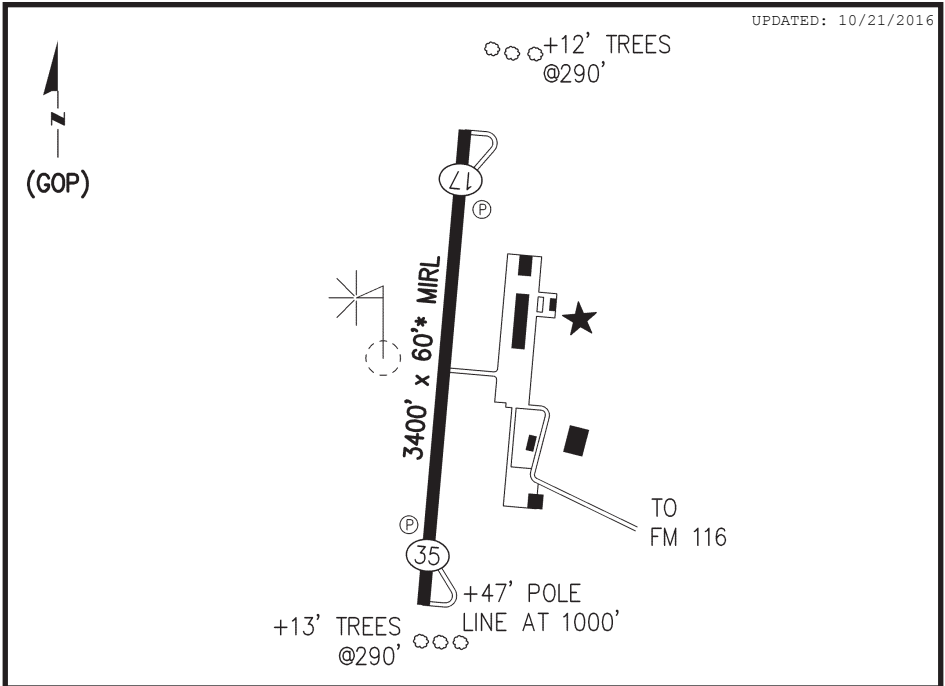 UPDATED: 10/21/2016
+12' TREES
@290'
N
(GOP)
17
P
3400' x 60'* MIRL
P
35
TO
FM 116
+47' POLE
LINE AT 1000'
+13' TREES
@290'